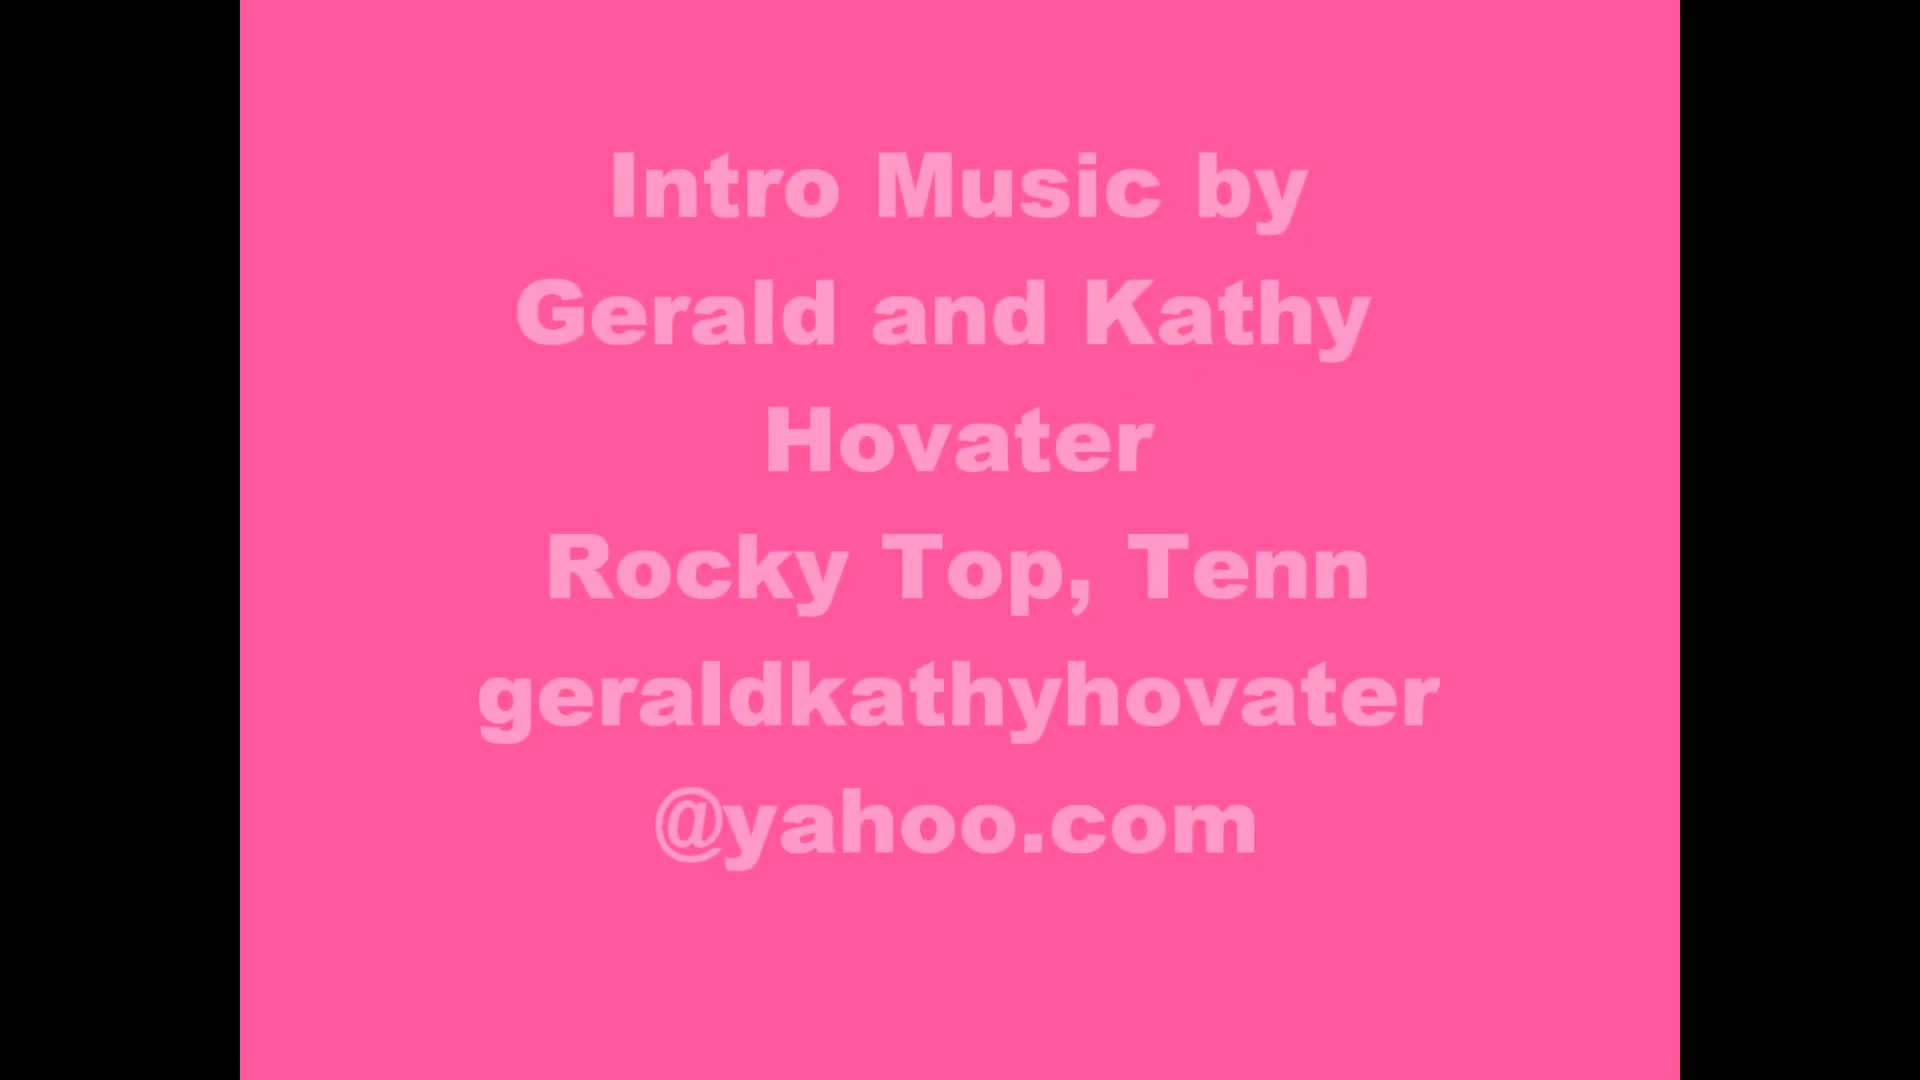 Intro Music by
Gerald and Kathy
Hovater
Rocky Top, Tenn
geraldkathyhovater
@yahoo.com